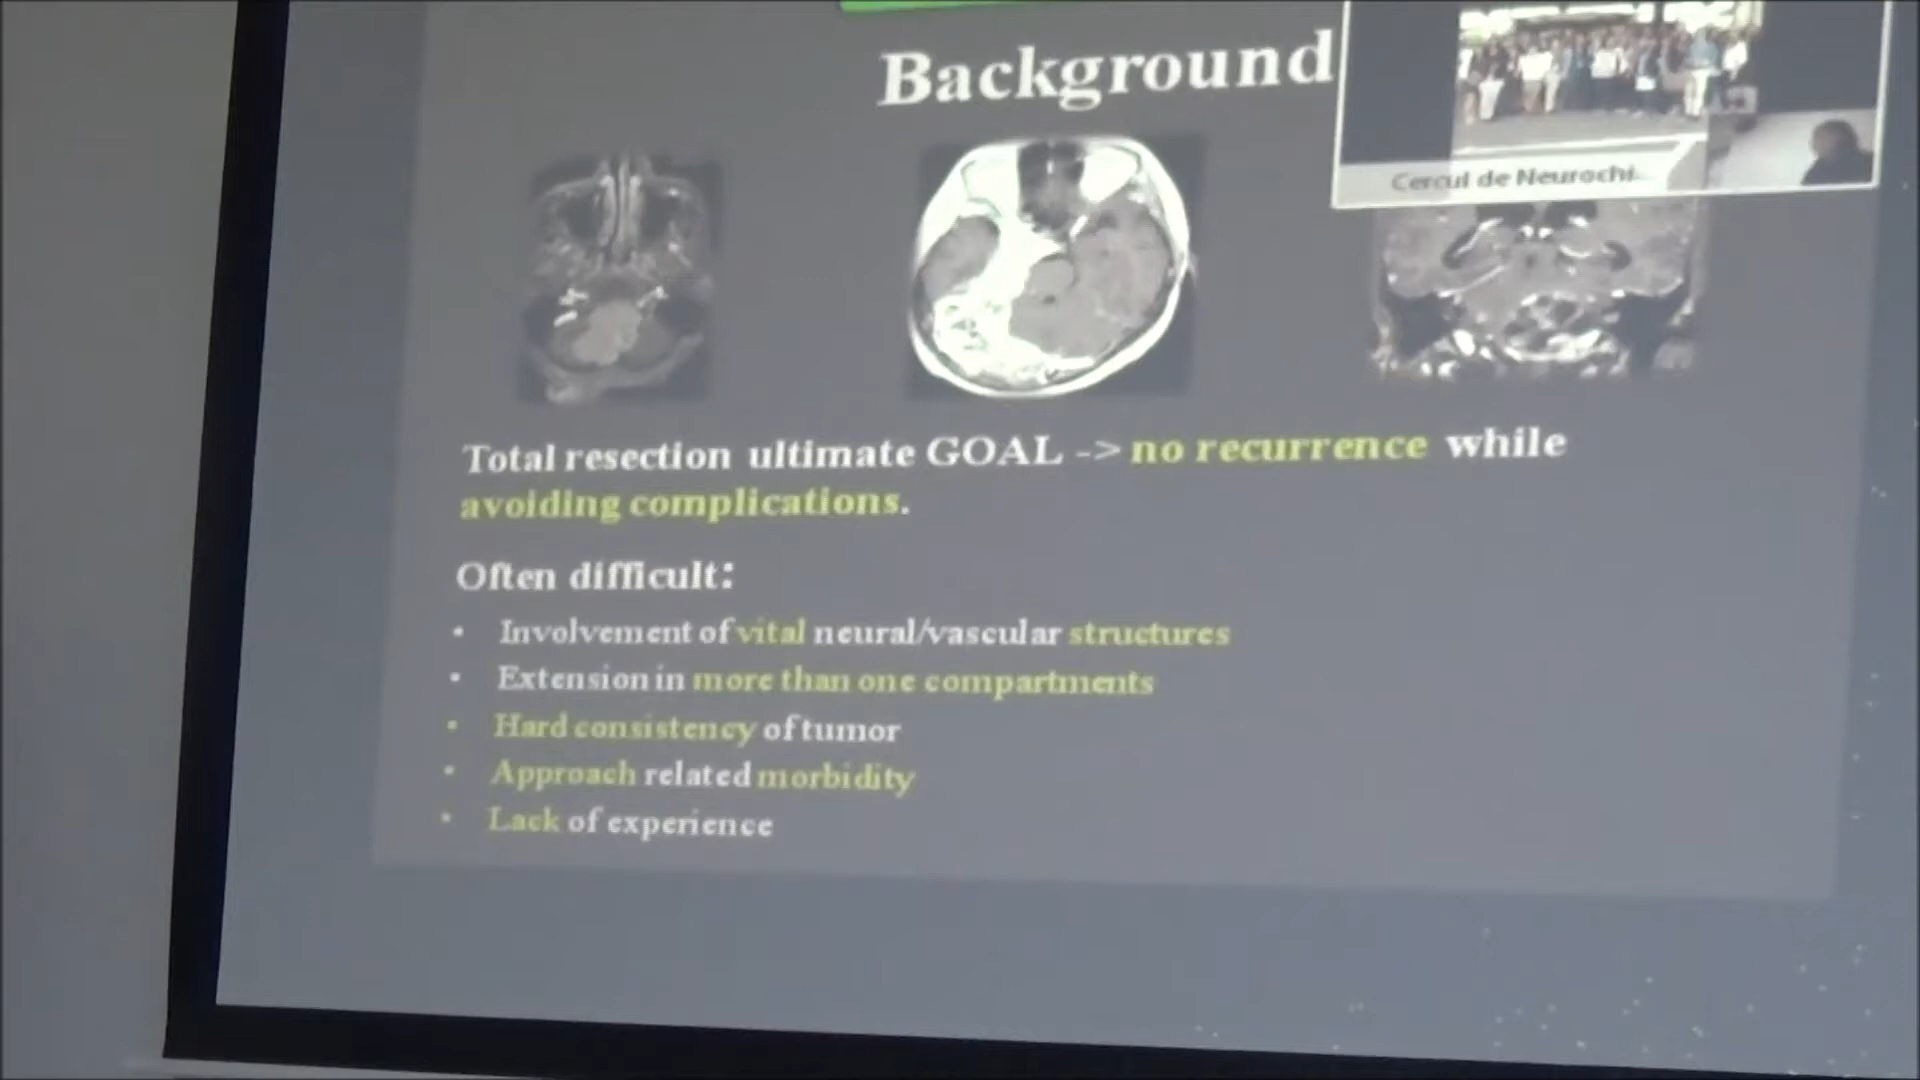 Background
Cercul de Neurochi...
Total resection ultimate GOAL -> no recurrence while
avoiding complications.
Often difficult:
• Involvement of vital neural/vascular structures
• Extension in more than one compartments
• Hard consistency of tumor
• Approach related morbidity
• Lack of experience